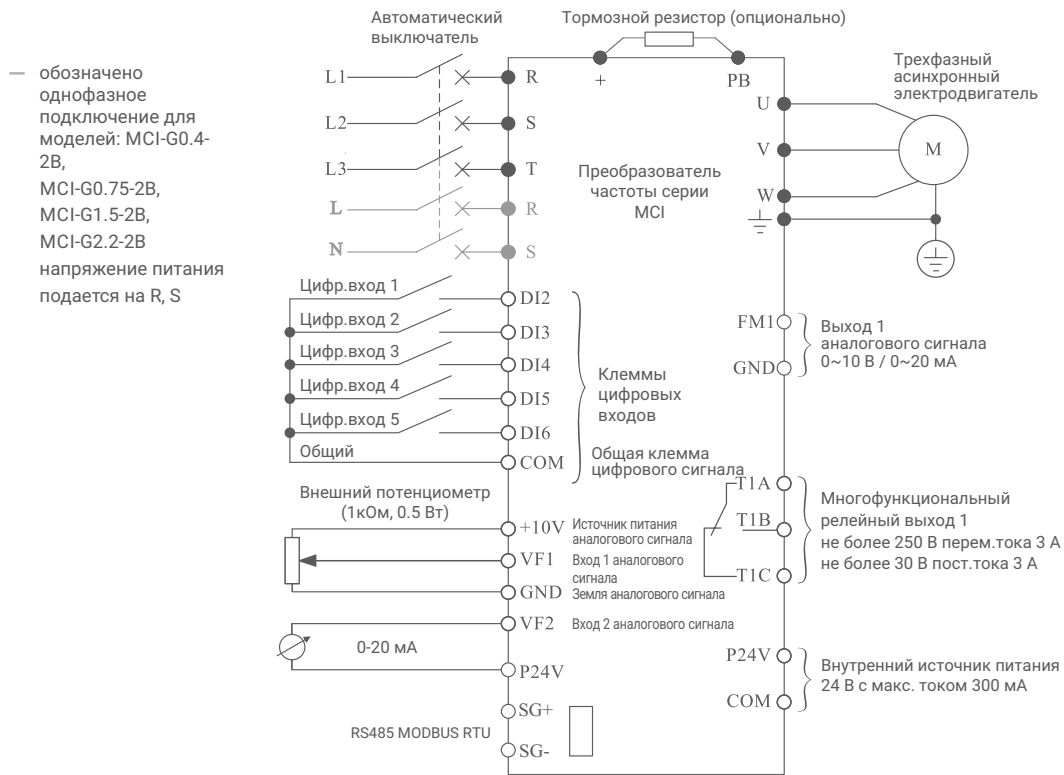 — обозначено
однофазное
подключение для
моделей: MCI-G0.4-
2В,
MCI-G0.75-2В,
MCI-G1.5-2В,
MCI-G2.2-2В
напряжение питания
подается на R, S
Автоматический
выключатель
Тормозной резистор (опционально)
+
PB
L1
R
L2
S
L3
T
L
R
N
S
Преобразователь
частоты серии
MCI
Трехфазный
асинхронный
электродвигатель
U
V
W
M
Цифр.вход 1
DI2
Цифр.вход 2
DI3
Цифр.вход 3
DI4
Цифр.вход 4
DI5
Цифр.вход 5
DI6
Общий
COM
Клеммы
цифровых
входов
Общая клемма
цифрового сигнала
FM1
GND
Выход 1
аналогового сигнала
0~10 В / 0~20 мА
Внешний потенциометр
(1кОм, 0.5 Вт)
+10V
Источник питания
аналогового сигнала
VF1
Вход 1 аналогового
сигнала
GND
Земля аналогового сигнала
VF2
Вход 2 аналогового сигнала
0-20 мА
P24V
T1A
T1B
T1C
Многофункциональный
релейный выход 1
не более 250 В перем.тока 3 А
не более 30 В пост.тока 3 А
P24V
COM
Внутренний источник питания
24 В с макс. током 300 мА
RS485 MODBUS RTU
SG+
SG-